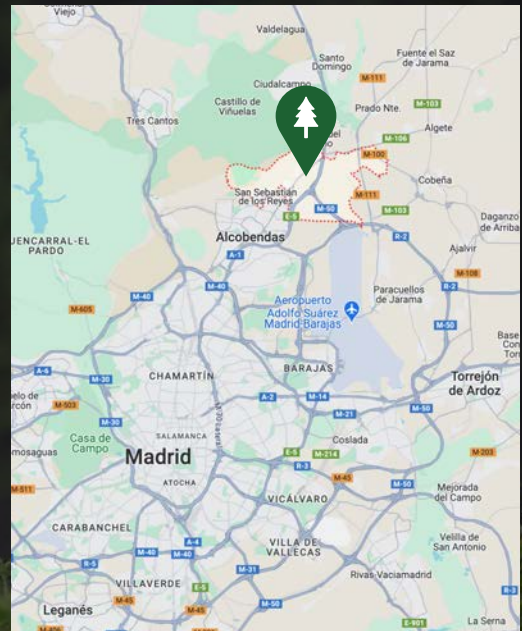 Viejo
Valdelagua
Santo
Domingo
Fuente el Saz
de Jarama
M-111
Ciudalcampo
Castillo de
Viñuelas
Prado Nte.
M-103
Tres Cantos
M-106
Algete
M-100
Cobeña
San Sebastián
de los Reyes
M-111
M-50
M-103
E-5
Daganzo
de Arriba
R-2
Alcobendas
Ajalvir
A-1
M-108
M-40
M-40
Paracuellos
de Jarama
R-2
Aeropuerto
Adolfo Suárez
Madrid-Barajas
M-605
M-50
A-6
M-30
CHAMARTÍN
BARAJAS
Torrejón
de Ardoz
A-2
M-14
M-503
M-21
M-50
M-30
Casa de
Campo
SALAMANCA
Coslada
E-5
M-214
M-203
Madrid
R-3
M-45
ATOCHA
M-50
M-511
VICÁLVARO
Mejorada
del Campo
CARABANCHEL
A-4
VILLA DE
VALLECAS
Velilla de
San Antonio
R-5
M-40
M-40
M-31
Rivas-Vaciamadrid
VILLAVERDE
E-5
R-3
M-45
M-50
Leganés
M-45
La Serna
M-406
E-901